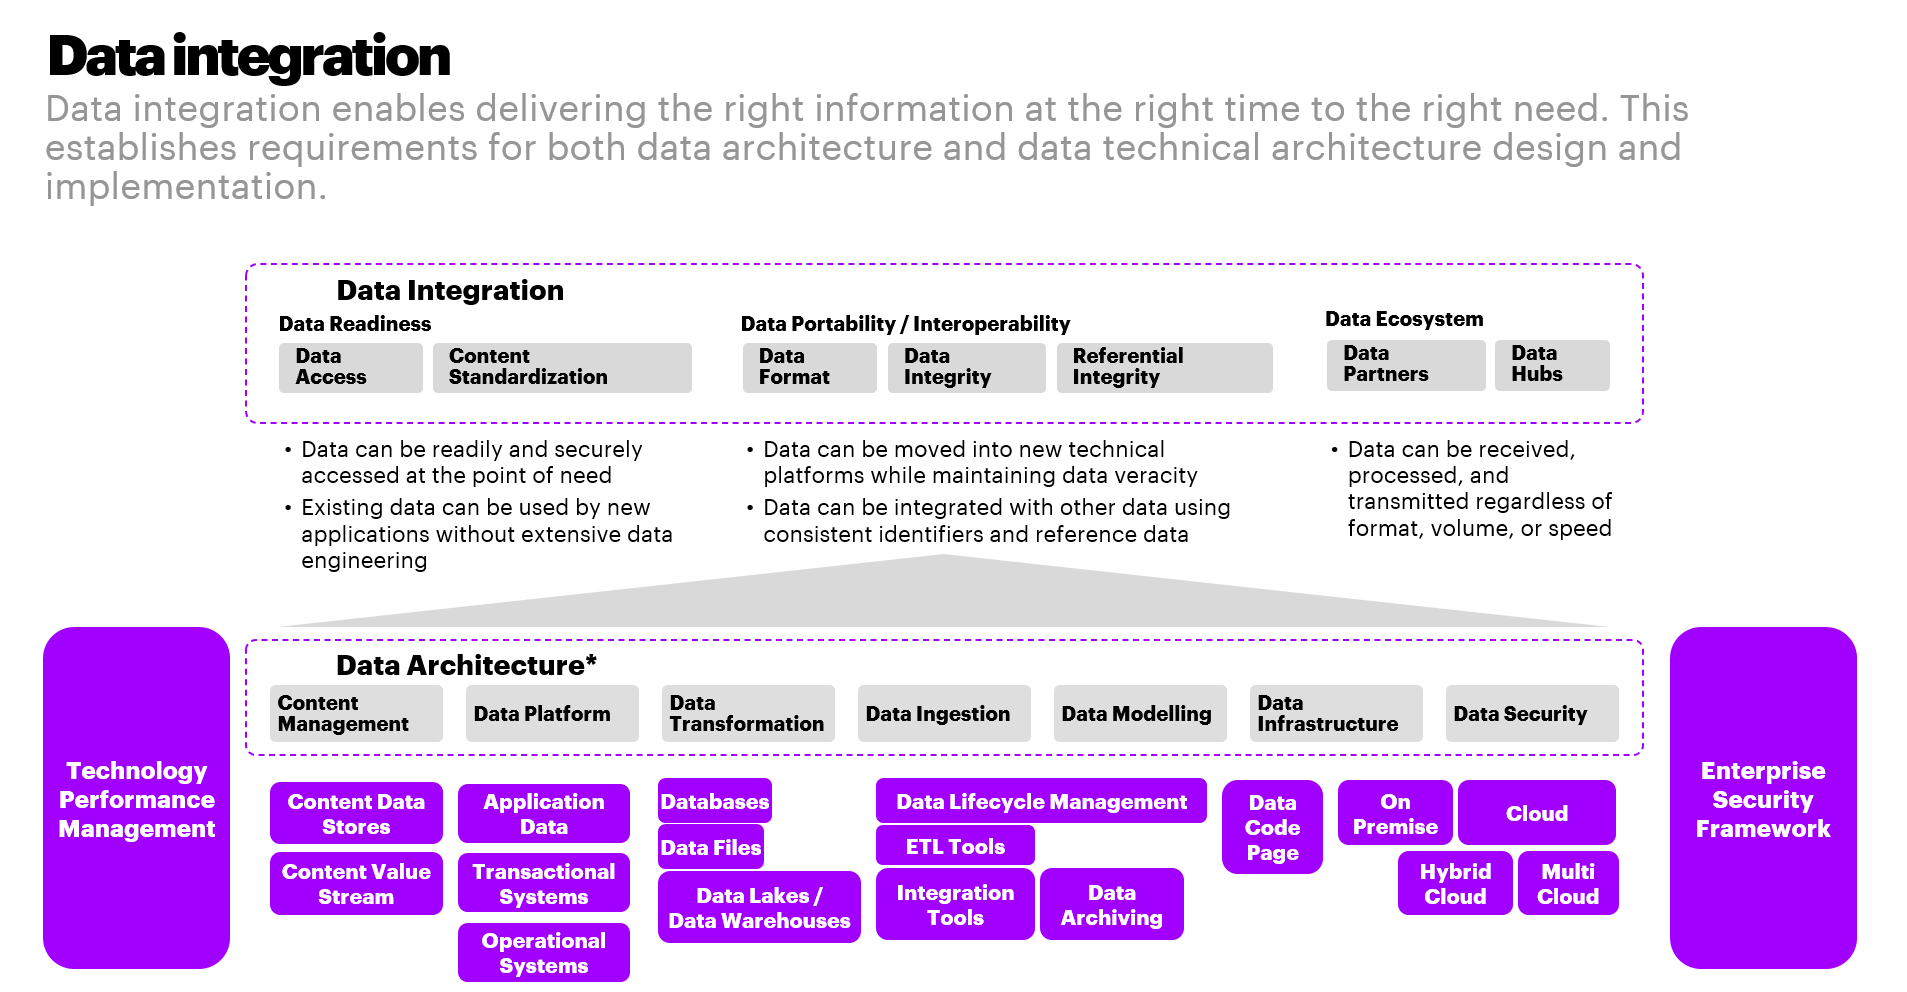 Data integration
Data integration enables delivering the right information at the right time to the right need. This
establishes requirements for both data architecture and data technical architecture design and
implementation.
Data Integration
Data Readiness
Data
Access
Content
Standardization
Data Portability / Interoperability
Data
Format
Data
Integrity
Referential
Integrity
Data Ecosystem
Data
Partners
Data
Hubs
• Data can be readily and securely
accessed at the point of need
• Existing data can be used by new
applications without extensive data
engineering
• Data can be moved into new technical
platforms while maintaining data veracity
• Data can be integrated with other data using
consistent identifiers and reference data
• Data can be received,
processed, and
transmitted regardless of
format, volume, or speed
Technology
Performance
Management
Data Architecture*
Content
Management
Data Platform
Data
Transformation
Data Ingestion
Data Modelling
Data
Infrastructure
Data Security
Content Data
Stores
Content Value
Stream
Application
Data
Transactional
Systems
Operational
Systems
Databases
Data Files
Data Lakes /
Data Warehouses
Data Lifecycle Management
ETL Tools
Integration
Tools
Data
Archiving
Data
Code
Page
On
Premise
Cloud
Hybrid
Cloud
Multi
Cloud
Enterprise
Security
Framework